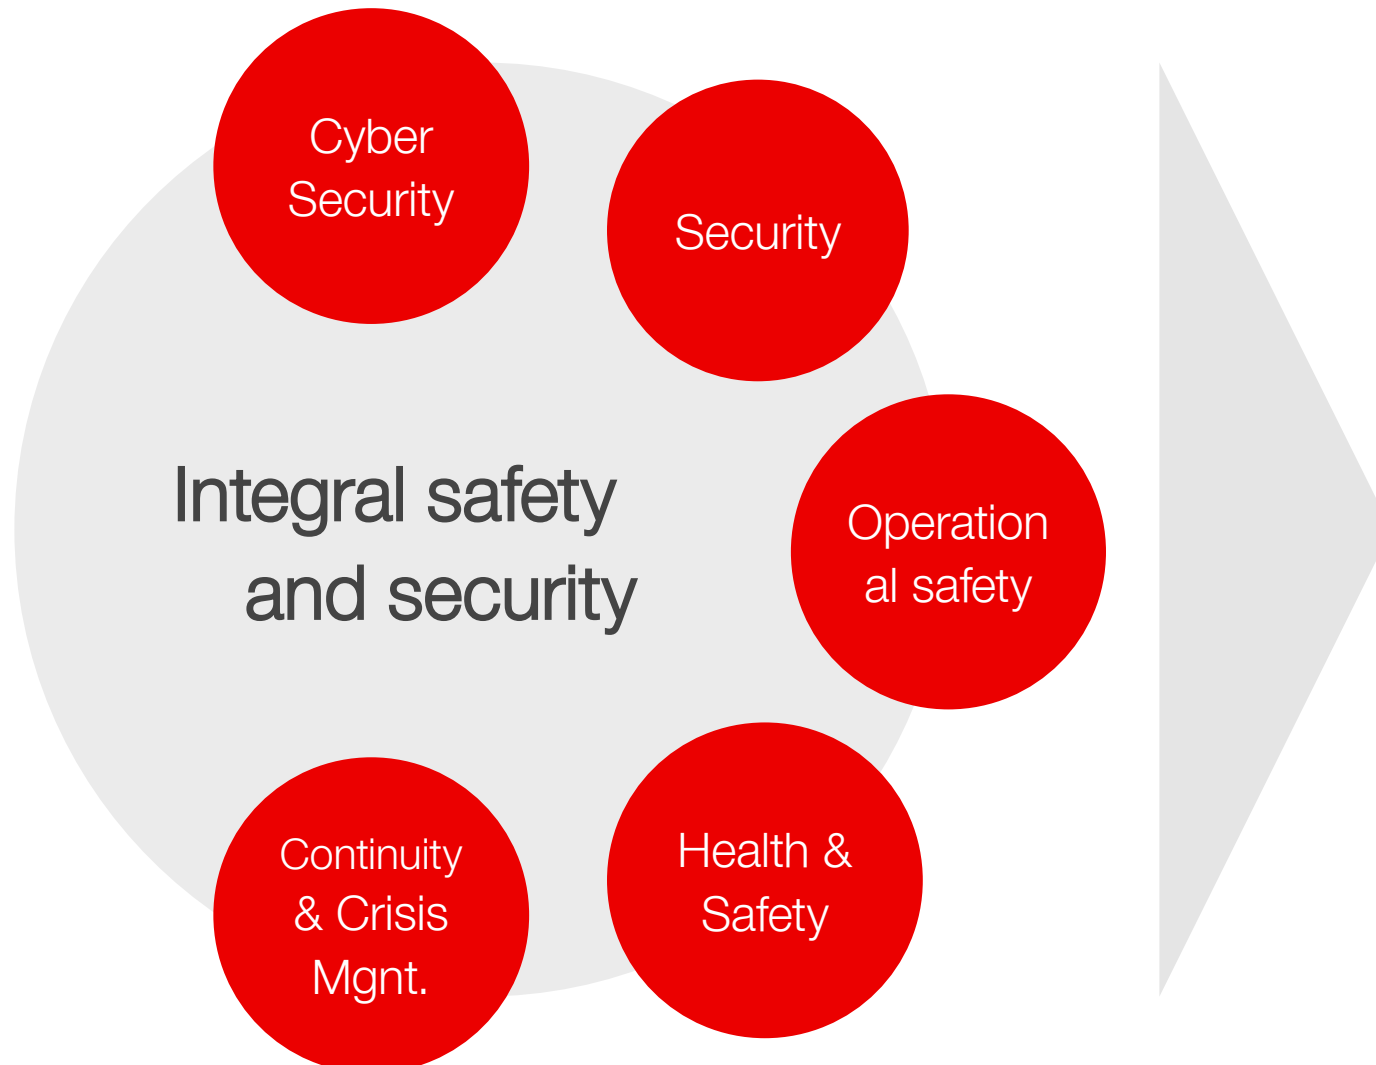 Cyber
Security
Security
Integral safety
and security
Operation
al safety
Health &
Safety
Continuity
& Crisis
Mgnt.